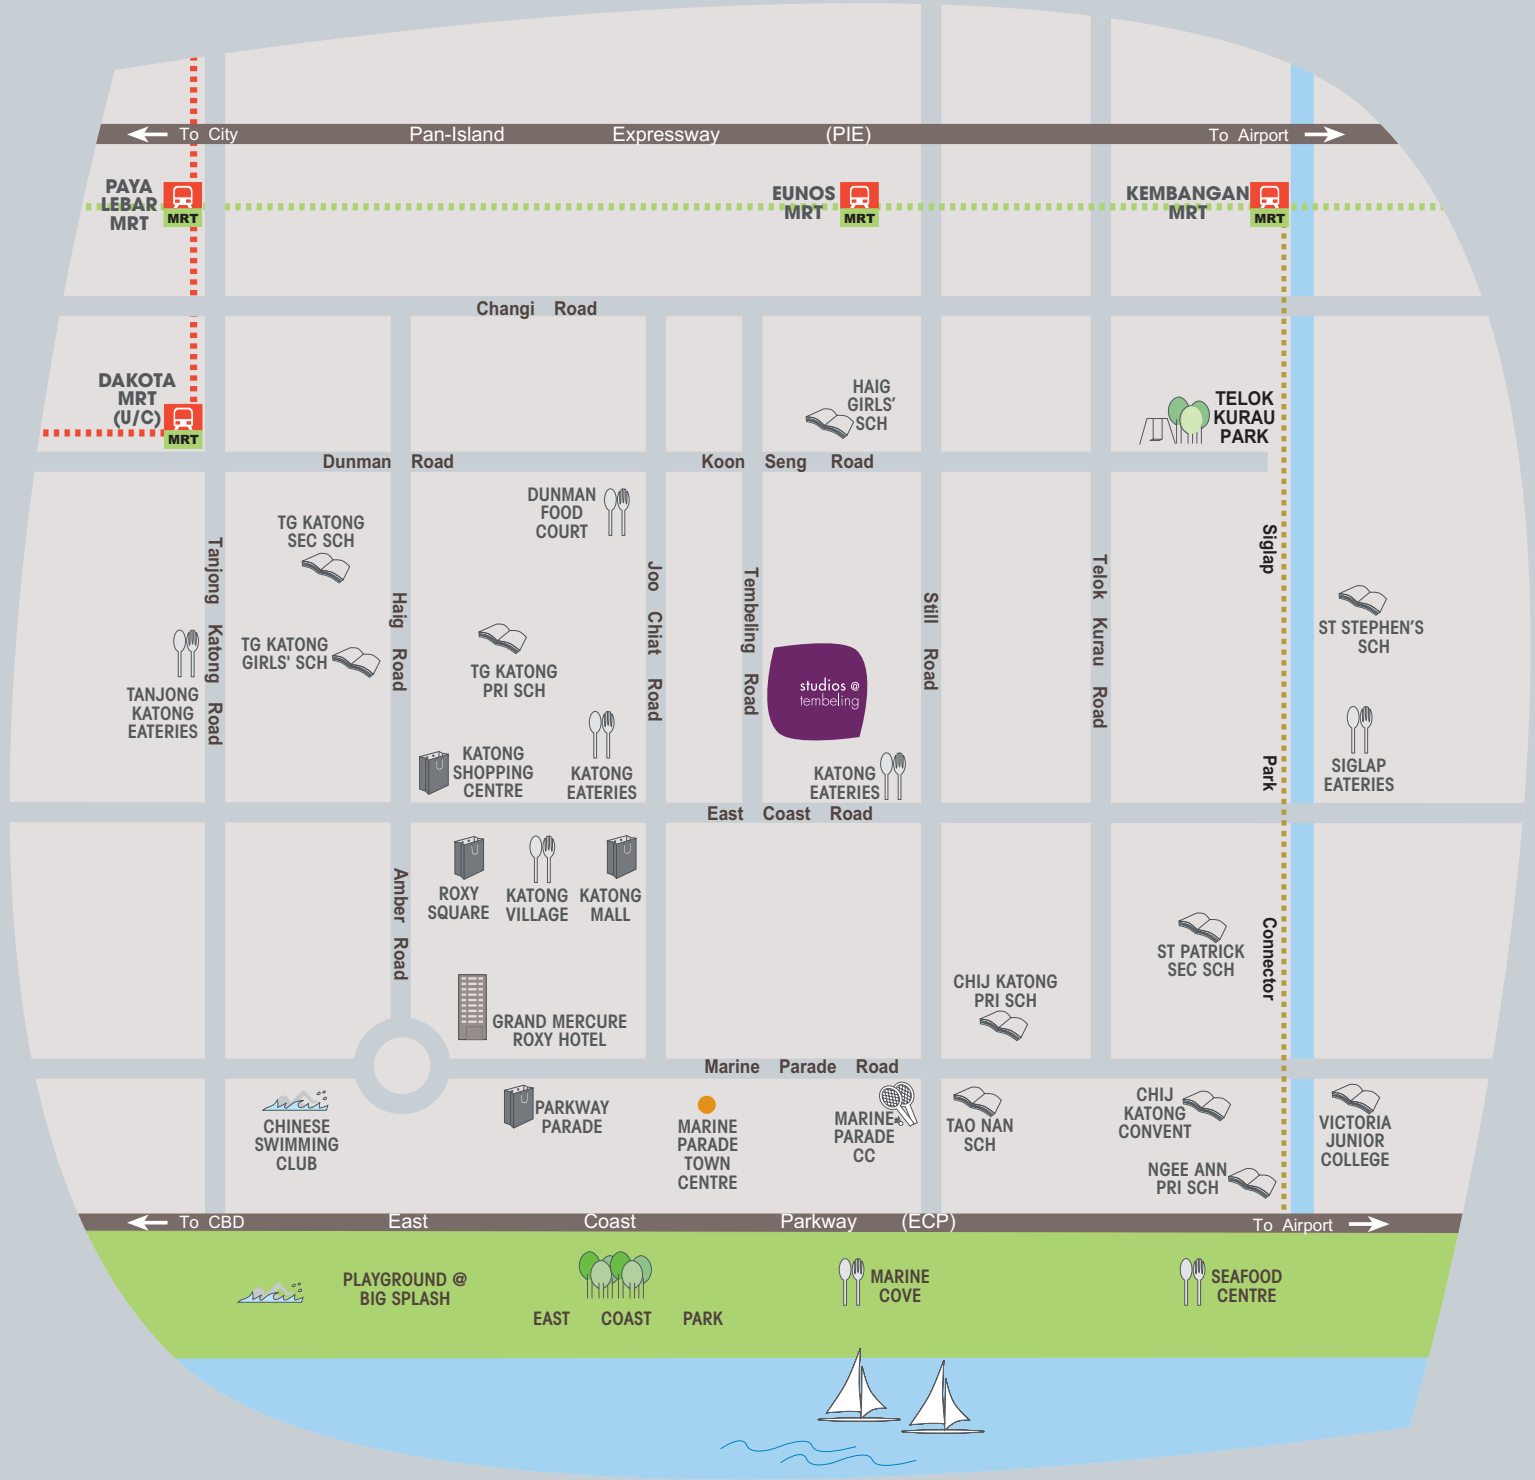 To City
Pan-Island Expressway (PIE)
To Airport
PAYA
LEBAR
MRT
MRT
EUNOS
MRT
MRT
KEMBANGAN
MRT
MRT
Changi Road
DAKOTA
MRT
(U/C)
MRT
HAIG
GIRLS'
SCH
TELOK
KURAU
PARK
Dunman Road
Koon Seng Road
DUNMAN
FOOD
COURT
TG KATONG
SEC SCH
Tanjong Katong Road
Haig Road
Joo Chiat Road
Tembeling Road
Still Road
Telok Kurau Road
Siglap Park Connector
ST STEPHEN'S
SCH
TG KATONG
GIRLS' SCH
TG KATONG
PRI SCH
studios @
tembeling
TANJONG
KATONG
EATERIES
KATONG
SHOPPING
CENTRE
KATONG
EATERIES
KATONG
EATERIES
SIGLAP
EATERIES
East Coast Road
Amber Road
ROXY
SQUARE
KATONG
VILLAGE
KATONG
MALL
ST PATRICK
SEC SCH
CHIJ KATONG
PRI SCH
GRAND MERCURE
ROXY HOTEL
Marine Parade Road
CHINESE
SWIMMING
CLUB
PARKWAY
PARADE
MARINE
PARADE
TOWN
CENTRE
MARINE
PARADE
CC
TAO NAN
SCH
CHIJ
KATONG
CONVENT
VICTORIA
JUNIOR
COLLEGE
NGEE ANN
PRI SCH
To CBD
East Coast Parkway (ECP)
To Airport
PLAYGROUND @
BIG SPLASH
EAST COAST PARK
MARINE
COVE
SEAFOOD
CENTRE